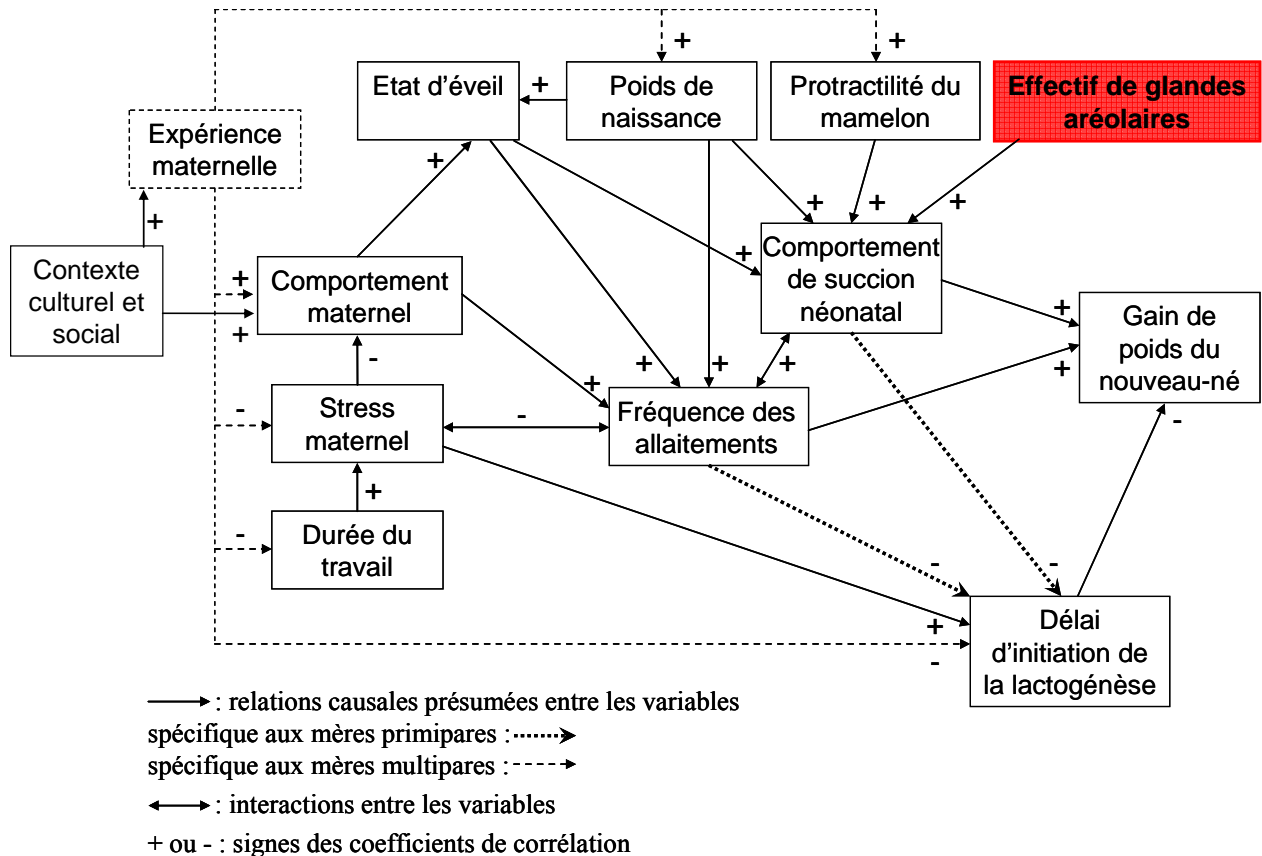 +
+
Etat d'éveil
+
Poids de
naissance
Protractilité du
mamelon
Effectif de glandes
aréolaires
Expérience
maternelle
+
+
+
+
+
+
Contexte
culturel et
social
+
+
Comportement
maternel
+
Comportement
de succion
néonatal
+
+
Gain de
poids du
nouveau-né
-
+
+
+
+
-
Stress
maternel
-
Fréquence des
allaitements
-
+
-
Durée du
travail
-
-
+
-
Délai
d'initiation de
la lactogénèse
: relations causales présumées entre les variables
spécifique aux mères primipares :
spécifique aux mères multipares :
: interactions entre les variables
+ ou - : signes des coefficients de corrélation